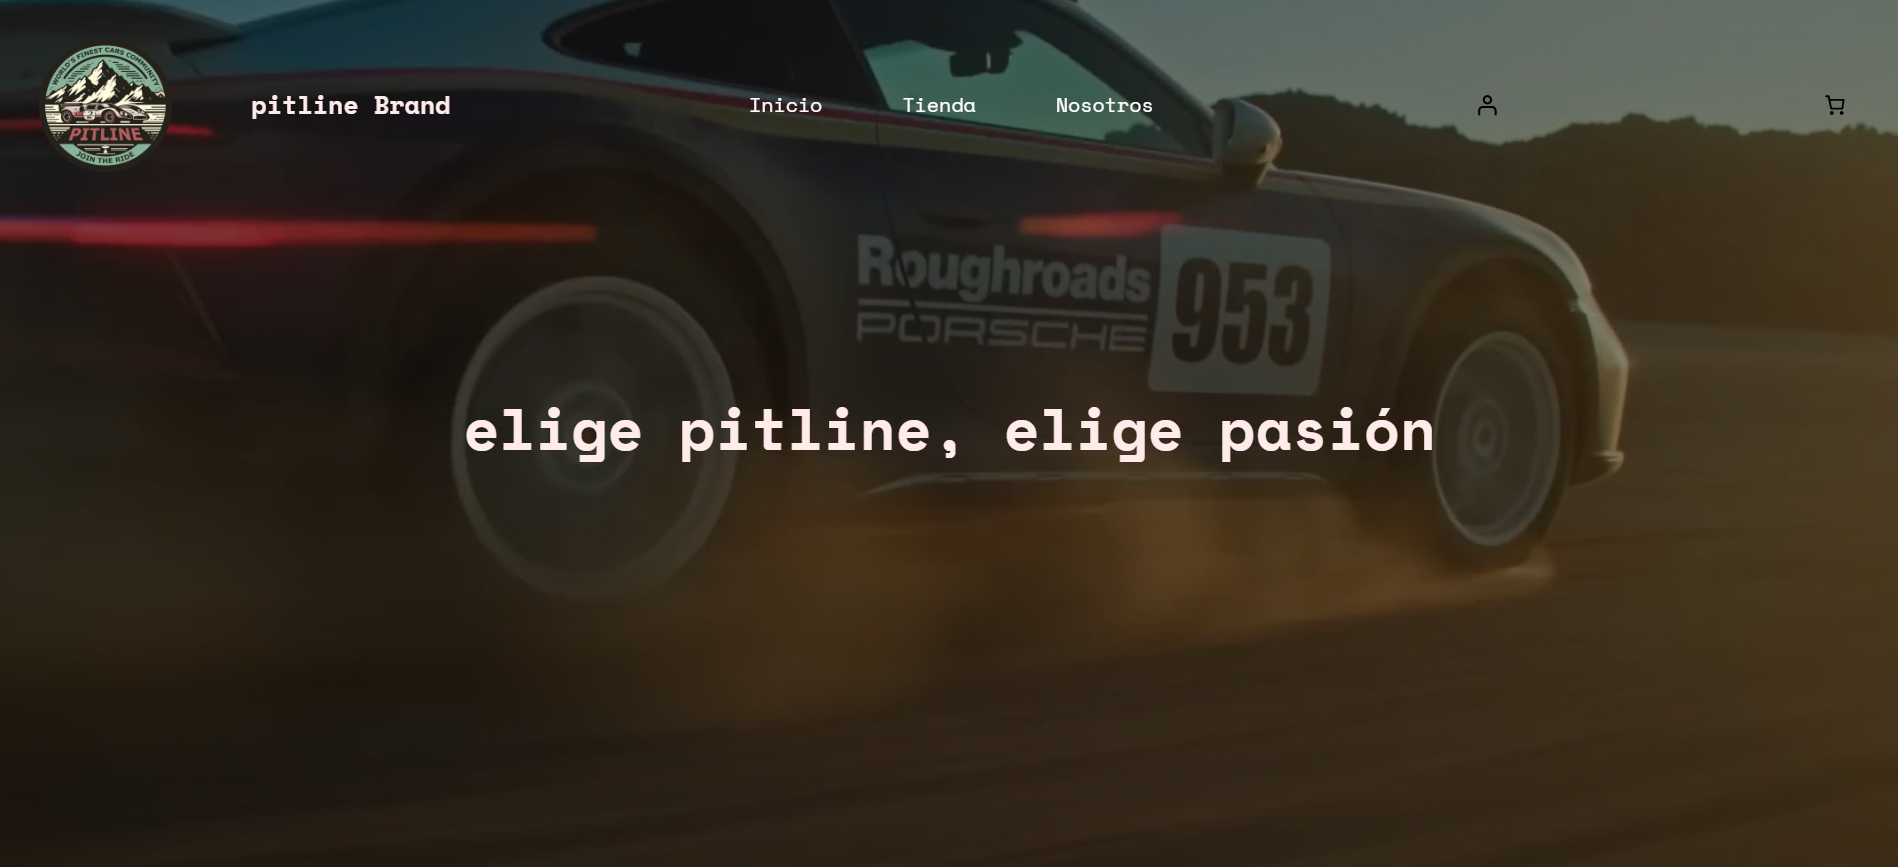 WORLD'S FINEST CARS COMMUNITY
PITLINE
JOIN THE RIDE
pitline Brand
Inicio
Tienda
Nosotros
Roughroads
PORSCHE
953
elige pitline, elige pasión